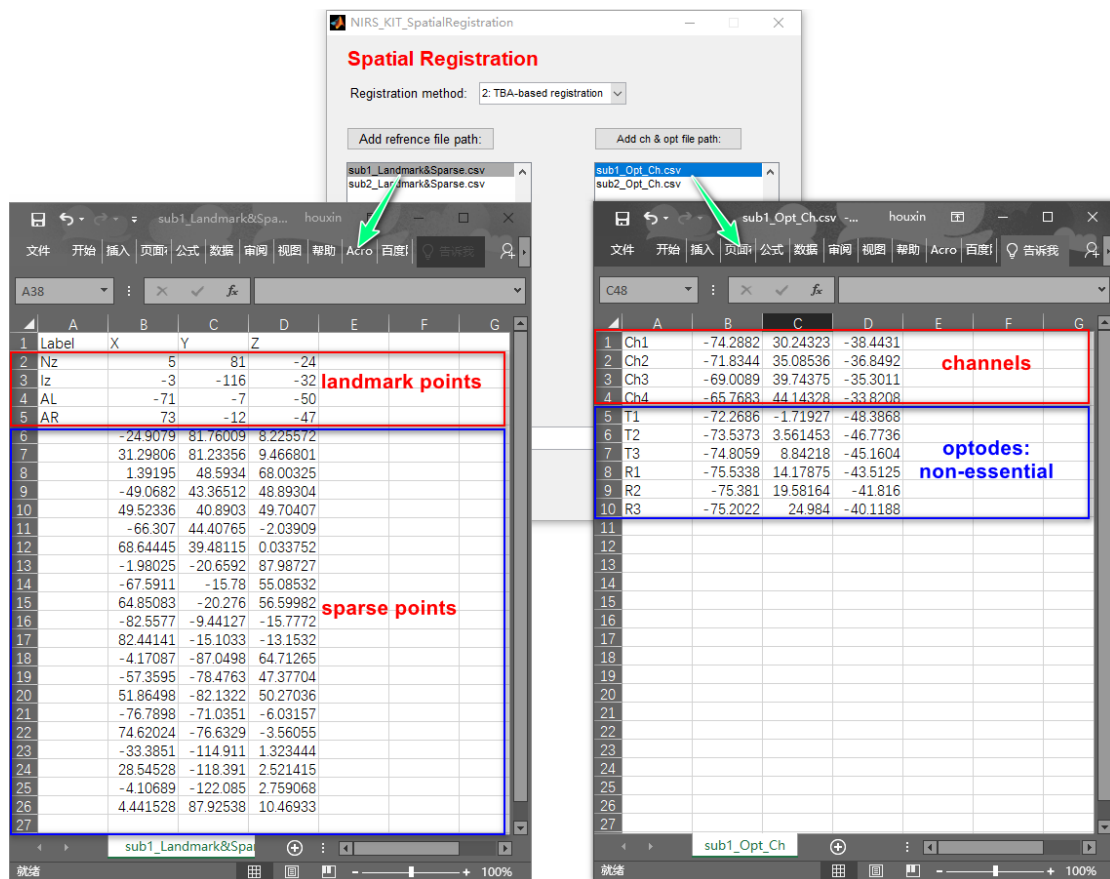 NIRS_KIT_SpatialRegistration
Spatial Registration
Registration method: 2: TBA-based registration
Add refrence file path: Add ch & opt file path:
sub1_Landmark&Sparse.csv
sub2_Landmark&Sparse.csv
sub1_Opt_Ch.csv
sub2_Opt_Ch.csv
sub1_Landmark&Spa... houxin
文件 开始 插入 页面 公式 数据 审阅 视图 帮助 Acro 百度 告诉我
A38 fx
A B C D E F G
1 Label X Y Z
2 Nz 5 81 -24
3 Iz -3 -116 -32
4 AL -71 -7 -50
5 AR 73 -12 -47
landmark points
6 -24.9079 81.76009 8.225572
7 31.29806 81.23356 9.466801
8 1.39195 48.5934 68.00325
9 -49.0682 43.36512 48.89304
10 49.52336 40.8903 49.70407
11 -66.307 44.40765 -2.03909
12 68.64445 39.48115 0.033752
13 -1.98025 -20.6592 87.98727
14 -67.5911 -15.78 55.08532
15 64.85083 -20.276 56.59982
16 -82.5577 -9.44127 -15.7772
17 82.44141 -15.1033 -13.1532
18 -4.17087 -87.0498 64.71265
19 -57.3595 -78.4763 47.37704
20 51.86498 -82.1322 50.27036
21 -76.7898 -71.0351 -6.03157
22 74.62024 -76.6329 -3.56055
23 -33.3851 -114.911 1.323444
24 28.54528 -118.391 2.521415
25 -4.10689 -122.085 2.759068
26 4.441528 87.92538 10.46933
27
sparse points
sub1_Landmark&Spa
就绪 100%
sub1_Opt_Ch.csv -... houxin
文件 开始 插入 页面 公式 数据 审阅 视图 帮助 Acro 百度 告诉我
C48 fx
A B C D E F G
1 Ch1 -74.2882 30.24323 -38.4431
2 Ch2 -71.8344 35.08536 -36.8492
3 Ch3 -69.0089 39.74375 -35.3011
4 Ch4 -65.7683 44.14328 -33.8208
channels
5 T1 -72.2686 -1.71927 -48.3868
6 T2 -73.5373 3.561453 -46.7736
7 T3 -74.8059 8.84218 -45.1604
8 R1 -75.5338 14.17875 -43.5125
9 R2 -75.381 19.58164 -41.816
10 R3 -75.2022 24.984 -40.1188
optodes:
non-essential
11
12
13
14
15
16
17
18
19
20
21
22
23
24
25
26
27
sub1_Opt_Ch
就绪 100%